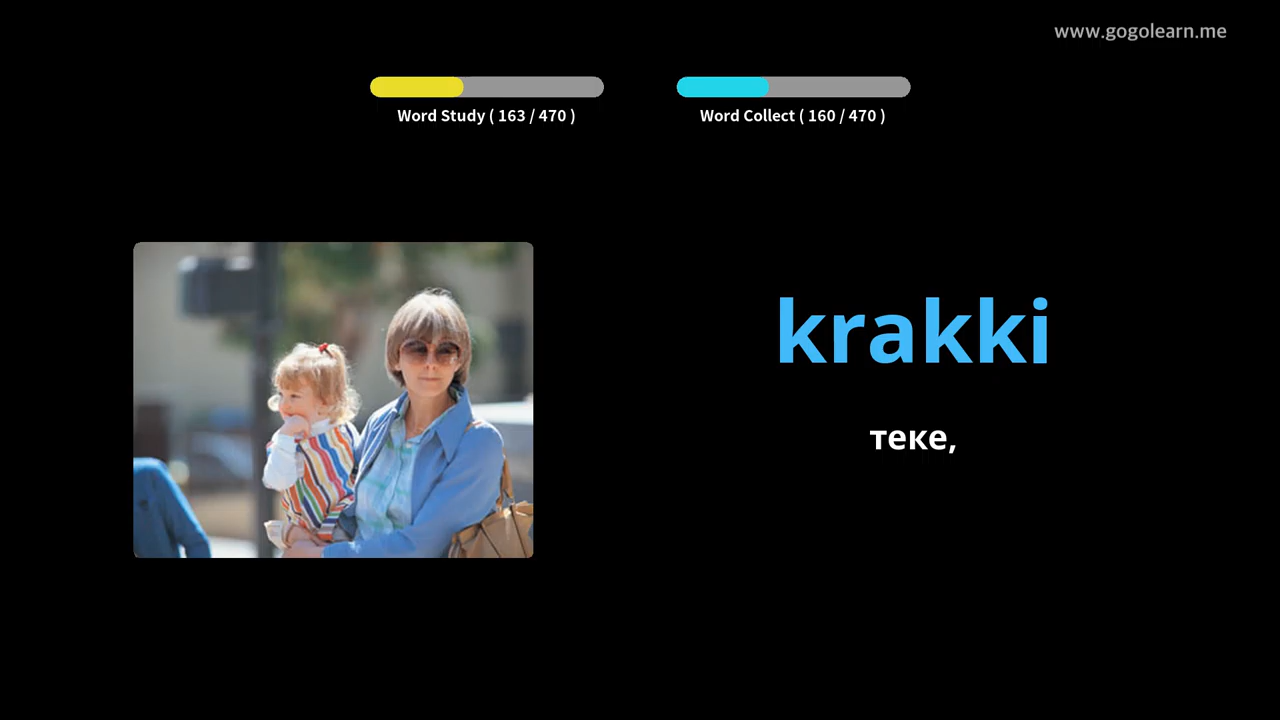 www.gogolearn.me
Word Study ( 163 / 470 )
Word Collect ( 160 / 470 )
krakki
теке,